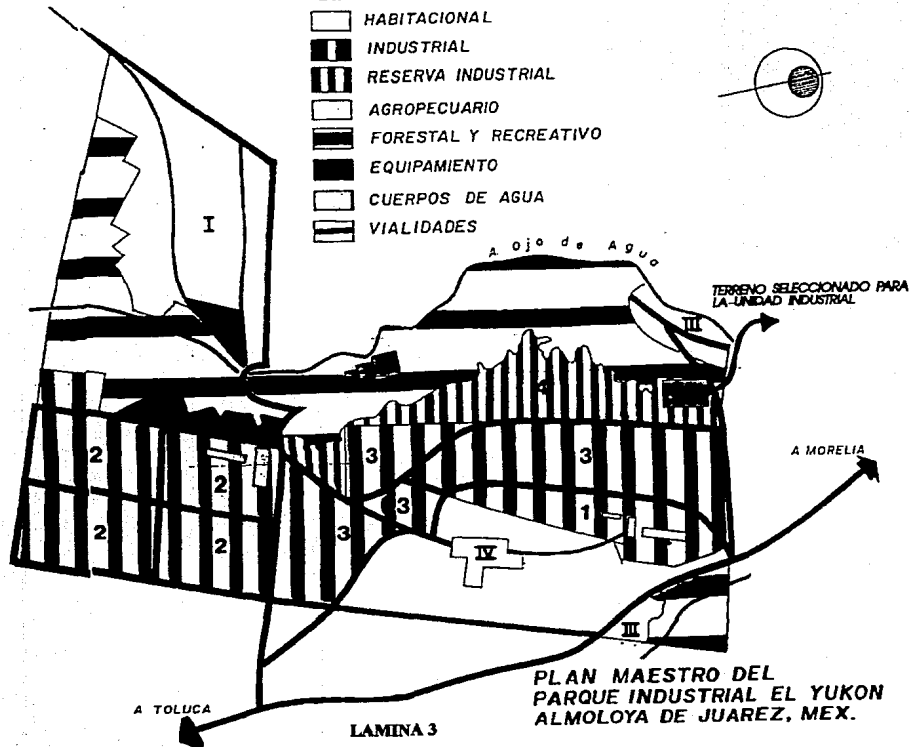 HABITACIONAL
INDUSTRIAL
RESERVA INDUSTRIAL
AGROPECUARIO
FORESTAL Y RECREATIVO
EQUIPAMIENTO
CUERPOS DE AGUA
VIALIDADES
I
A Ojo de Agua
TERRENO SELECCIONADO PARA
LA UNIDAD INDUSTRIAL
III
2
2
3
3
A MORELIA
2
2
3
3
1
IV
III
PLAN MAESTRO DEL
PARQUE INDUSTRIAL EL YUKON
ALMOLOYA DE JUAREZ, MEX.
A TOLUCA
LAMINA 3